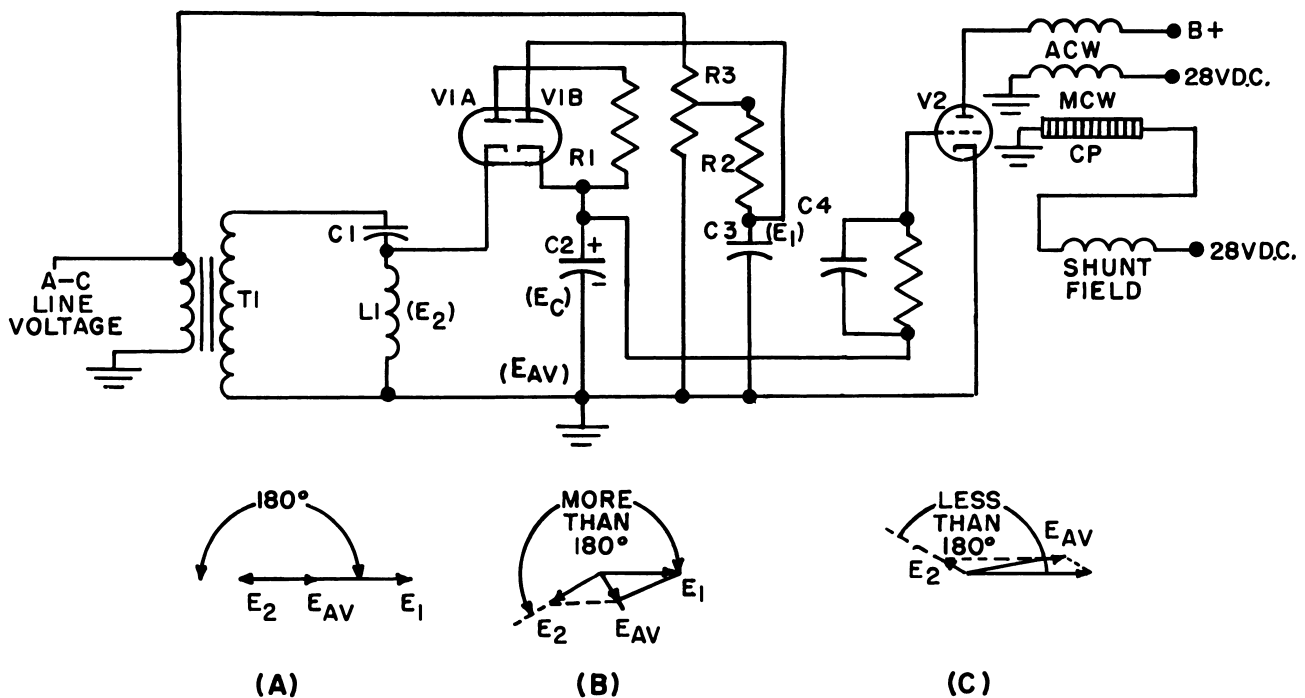 B+
ACW
28V.D.C.
MCW
CP
SHUNT
FIELD
28V.D.C.
V2
R3
V1A
V1B
R1
R2
C4
C3
(E1)
C2
+
-
(EC)
(EAV)
C1
L1
(E2)
T1
A-C
LINE
VOLTAGE
180°
E2
EAV
E1
(A)
MORE
THAN
180°
E1
E2
EAV
(B)
LESS
THAN
180°
EAV
E2
(C)